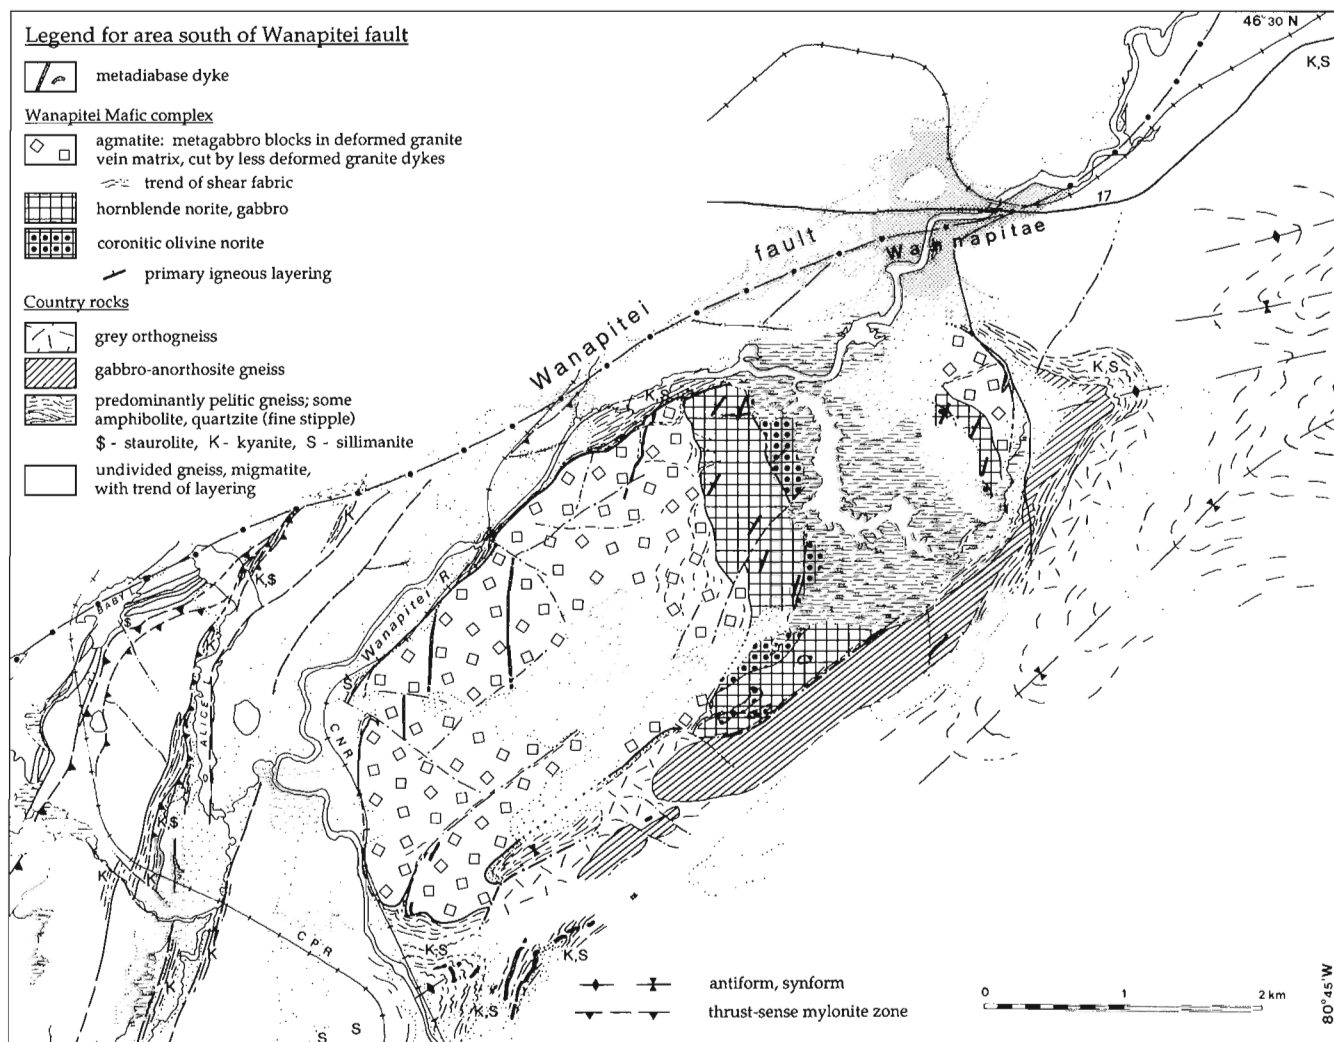 Legend for area south of Wanapitei fault
metadiabase dyke
Wanapitei Mafic complex
agmatite: metagabbro blocks in deformed granite
vein matrix, cut by less deformed granite dykes
trend of shear fabric
hornblende norite, gabbro
coronitic olivine norite
primary igneous layering
Country rocks
grey orthogneiss
gabbro-anorthosite gneiss
predominantly pelitic gneiss; some
amphibolite, quartzite (fine stipple)
$ - staurolite, K - kyanite, S - sillimanite
undivided gneiss, migmatite,
with trend of layering
46°30 N
K,S
17
Wahnapitae
Wanapitei fault
K,S
K,S
K
K,$
BABY L.
$
K
Wanapitei R.
S
ALICE L
CNR
K,$
K
K
CPR
K
K
K,S
K,S
K,S
S
S
antiform, synform
thrust-sense mylonite zone
0 1 2 km
80°45'W